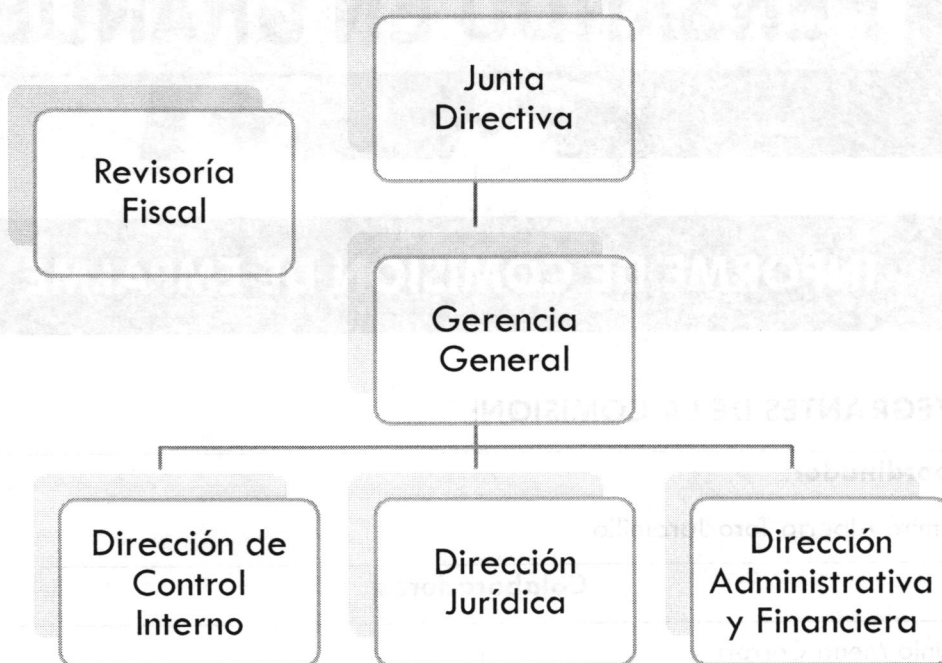 Junta
Directiva
Revisoría
Fiscal
Gerencia
General
Dirección de
Control
Interno
Dirección
Jurídica
Dirección
Administrativa
y Financiera